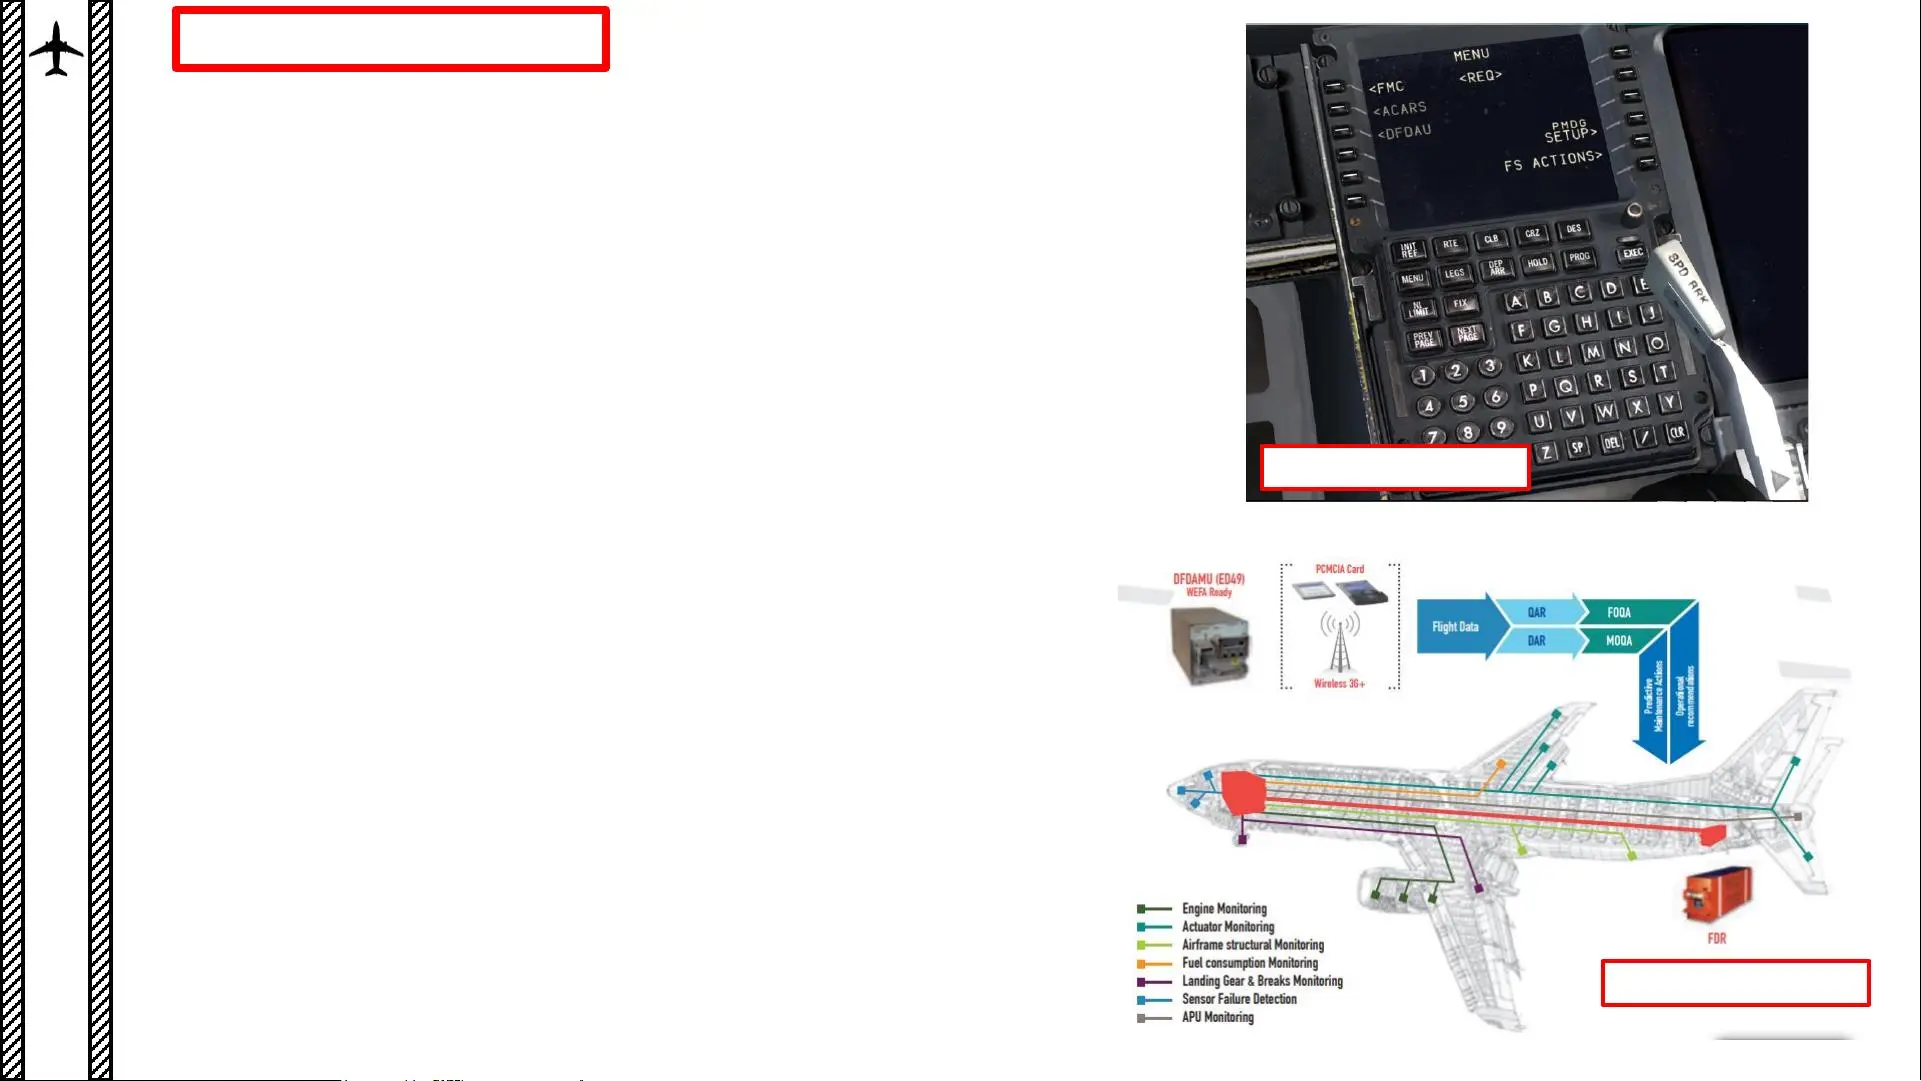 MENU
<REQ>
<FMC
<ACARS
<DFDAU
PMDG
SETUP>
FS ACTIONS>
INIT REF
RTE
CLB
CRZ
DES
MENU
LEGS
DEP ARR
HOLD
PROG
EXEC
N1 LIMIT
FIX
PREV PAGE
NEXT PAGE
A B C D E
F G H I J
K L M N O
P Q R S T
U V W X Y
Z SP DEL / CLR
1 2 3
4 5 6
7 8 9
SPD BRK
DFDAMU (ED49)
WEFA Ready
PCMCIA Card
Wireless 3G+
Flight Data
QAR
FOQA
DAR
MOQA
Predictive
Maintenance Actions
Operational
recommendations
FDR
Engine Monitoring
Actuator Monitoring
Airframe structural Monitoring
Fuel consumption Monitoring
Landing Gear & Breaks Monitoring
Sensor Failure Detection
APU Monitoring